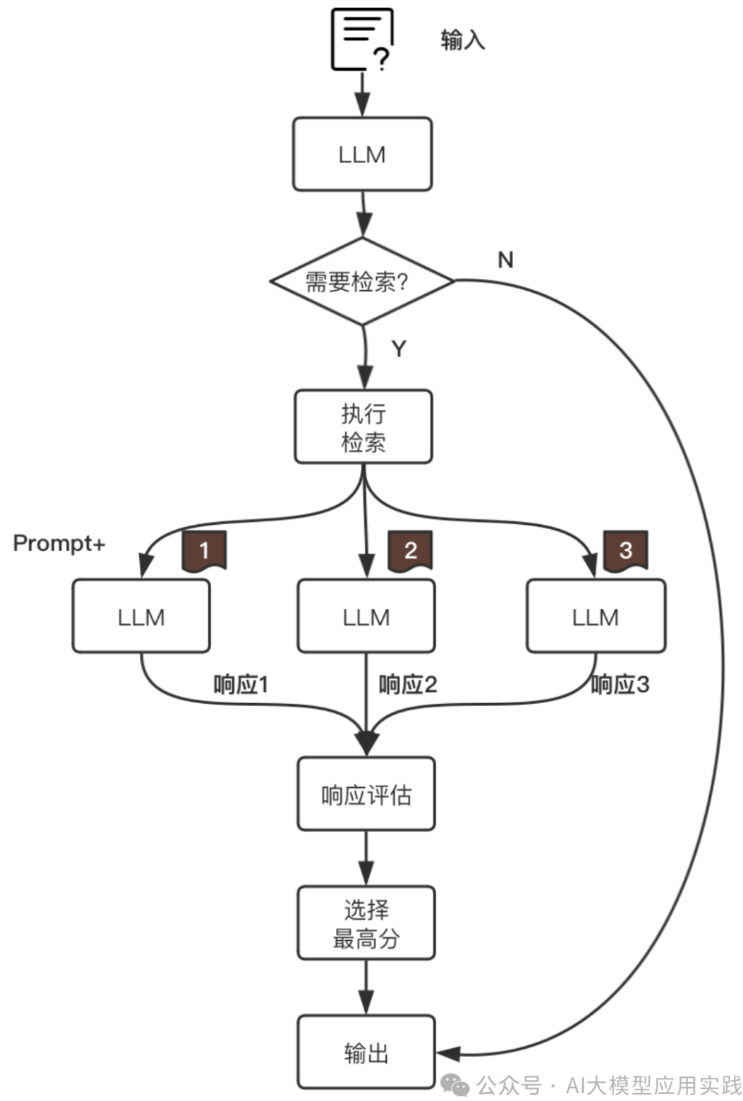 输入
?
LLM
需要检索?
N
Y
执行
检索
Prompt+
1
2
3
LLM
LLM
LLM
响应1
响应2
响应3
响应评估
选择
最高分
输出
公众号 · AI大模型应用实践